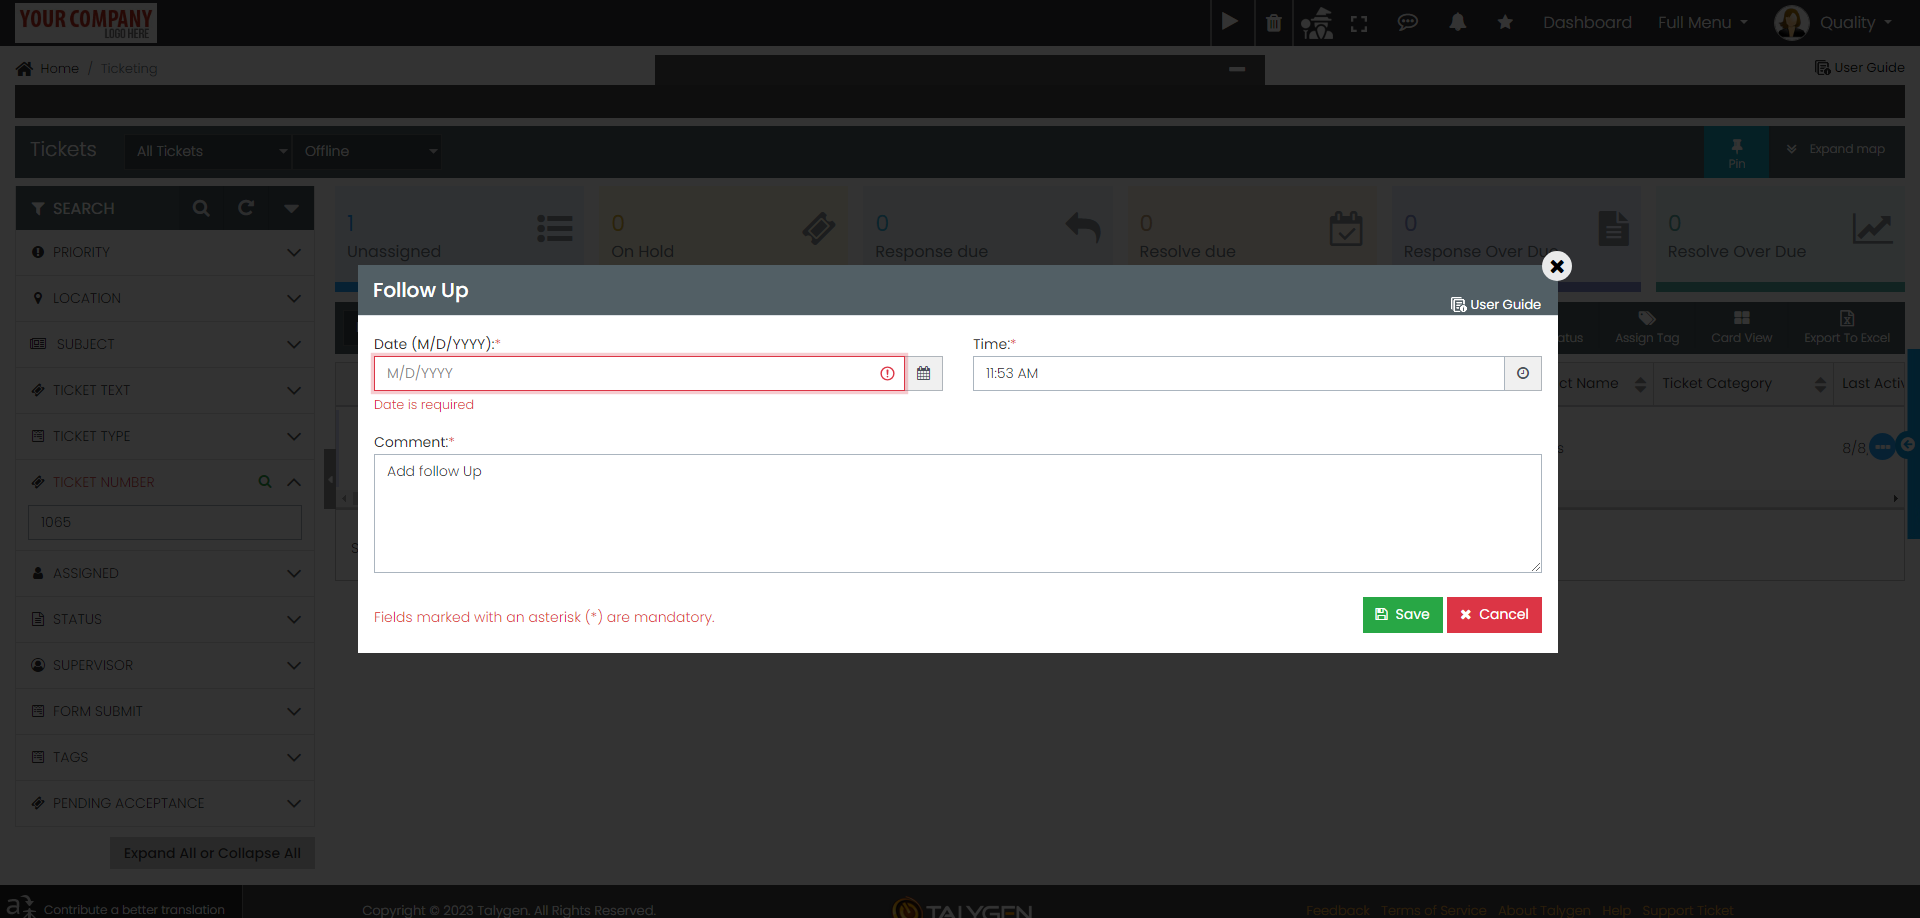 YOUR COMPANY
LOGO HERE
Dashboard
Full Menu
Quality
Home / Ticketing
User Guide
Tickets
All Tickets
Offline
Pin
Expand map
SEARCH
PRIORITY
LOCATION
SUBJECT
TICKET TEXT
TICKET TYPE
TICKET NUMBER
1065
ASSIGNED
STATUS
SUPERVISOR
FORM SUBMIT
TAGS
PENDING ACCEPTANCE
Expand All or Collapse All
1
Unassigned
0
On Hold
0
Response due
0
Resolve due
0
Response Over Due
0
Resolve Over Due
Assign Tag
Card View
Export To Excel
Name
Ticket Category
Last
8/8
Follow Up
User Guide
Date (M/D/YYYY):*
M/D/YYYY
Date is required
Time:*
11:53 AM
Comment:*
Add follow Up
Fields marked with an asterisk (*) are mandatory.
Save
Cancel
Contribute a better translation
Copyright © 2023 Talygen. All Rights Reserved.
TALYGEN
Feedback
Terms of Service
About Talygen
Help
Support Ticket